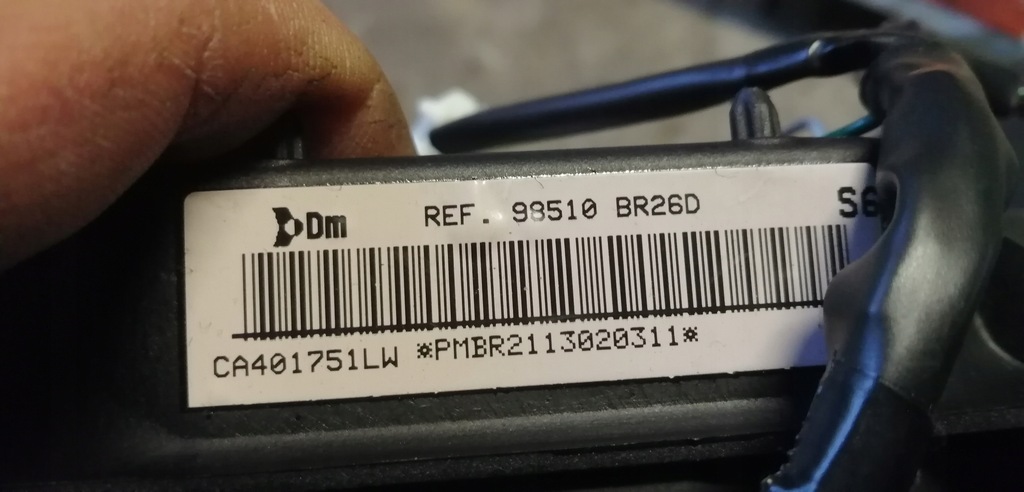 Dm REF. 98510 BR26D
CA401751LW *PMBR2113020311*